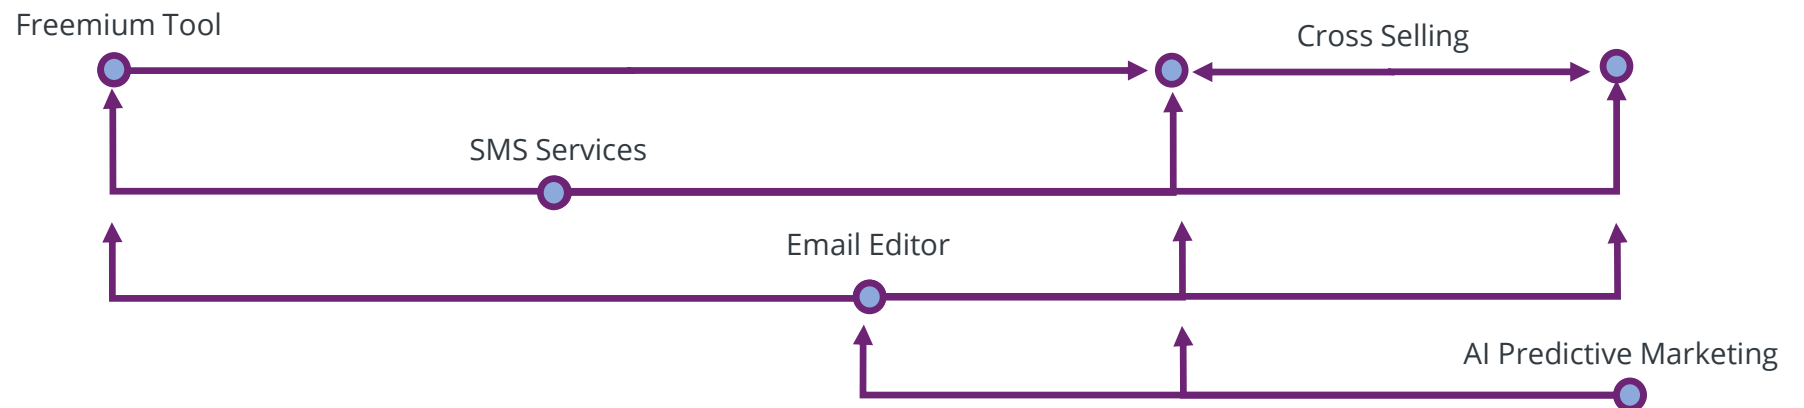 Freemium Tool
Cross Selling
SMS Services
Email Editor
AI Predictive Marketing